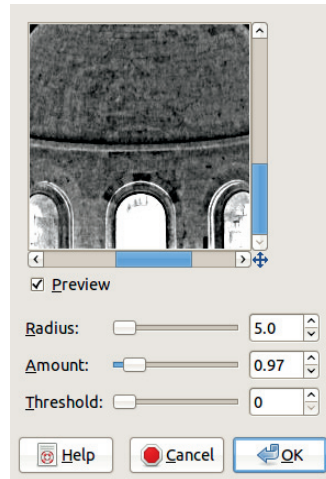 Preview
Radius: 5.0
Amount: 0.97
Threshold: 0
Help Cancel OK